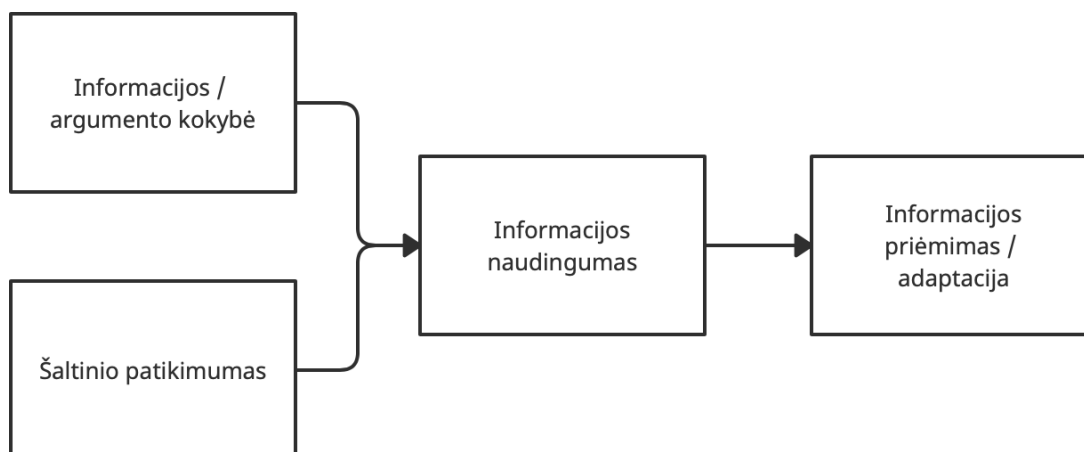 Informacijos /
argumento kokybė
Šaltinio patikimumas
Informacijos
naudingumas
Informacijos
priėmimas /
adaptacija